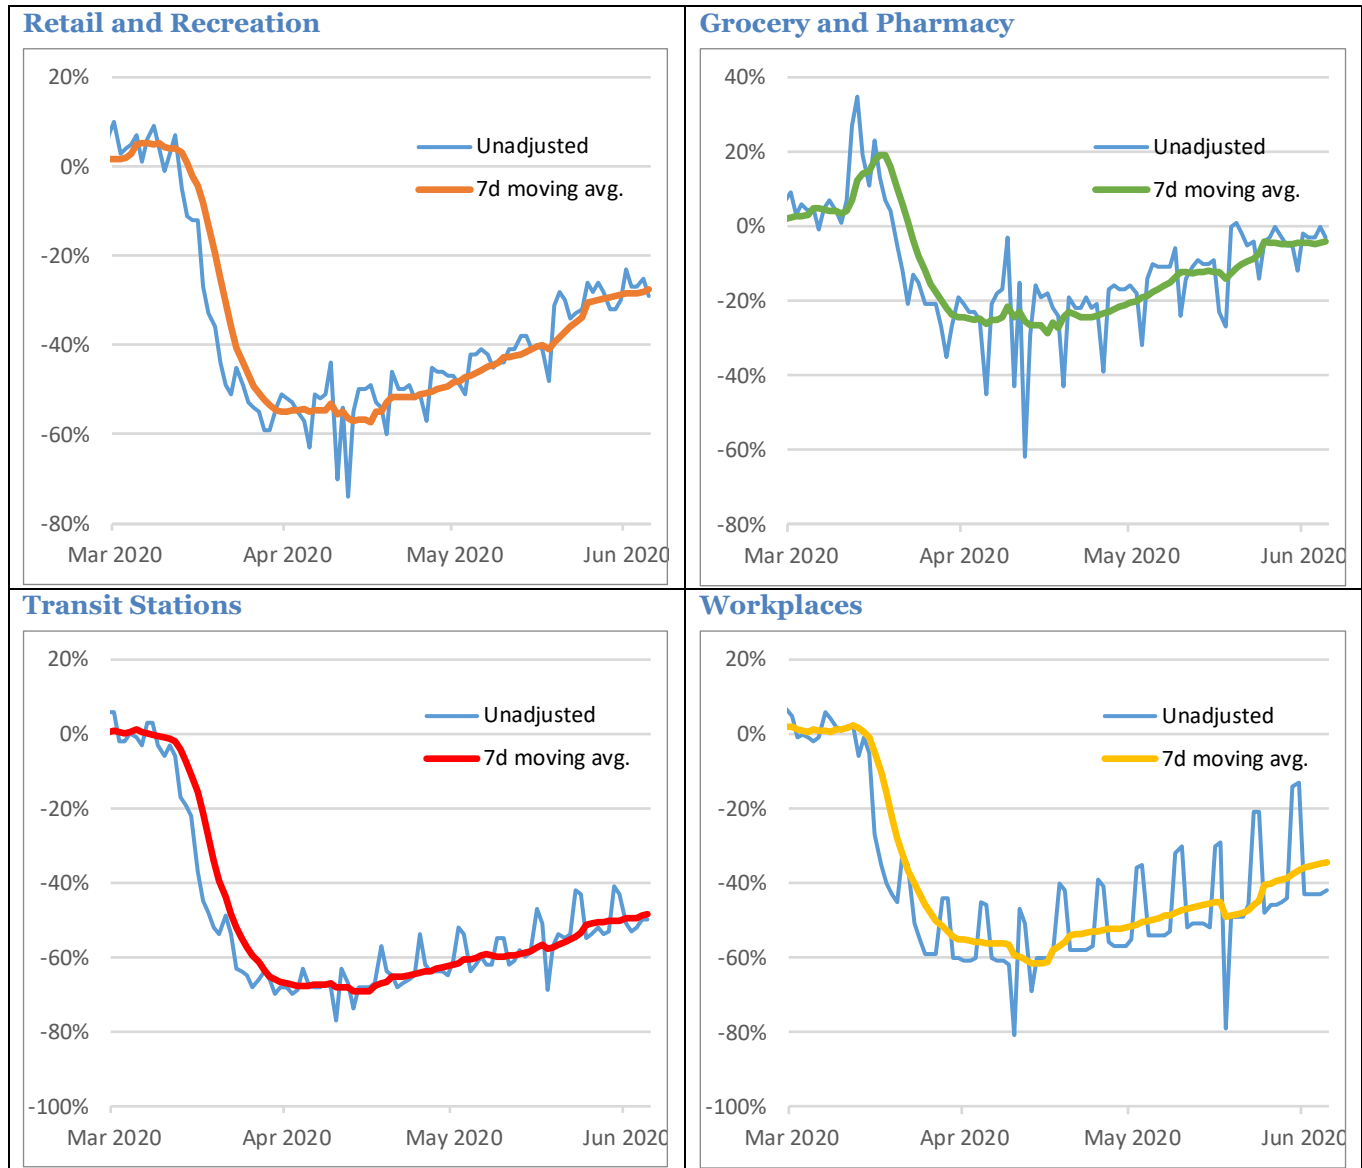 Retail and Recreation
20%
0%
-20%
-40%
-60%
-80%
Unadjusted
7d moving avg.
Mar 2020 Apr 2020 May 2020 Jun 2020
Grocery and Pharmacy
40%
20%
0%
-20%
-40%
-60%
-80%
Unadjusted
7d moving avg.
Mar 2020 Apr 2020 May 2020 Jun 2020
Transit Stations
20%
0%
-20%
-40%
-60%
-80%
-100%
Unadjusted
7d moving avg.
Mar 2020 Apr 2020 May 2020 Jun 2020
Workplaces
20%
0%
-20%
-40%
-60%
-80%
-100%
Unadjusted
7d moving avg.
Mar 2020 Apr 2020 May 2020 Jun 2020